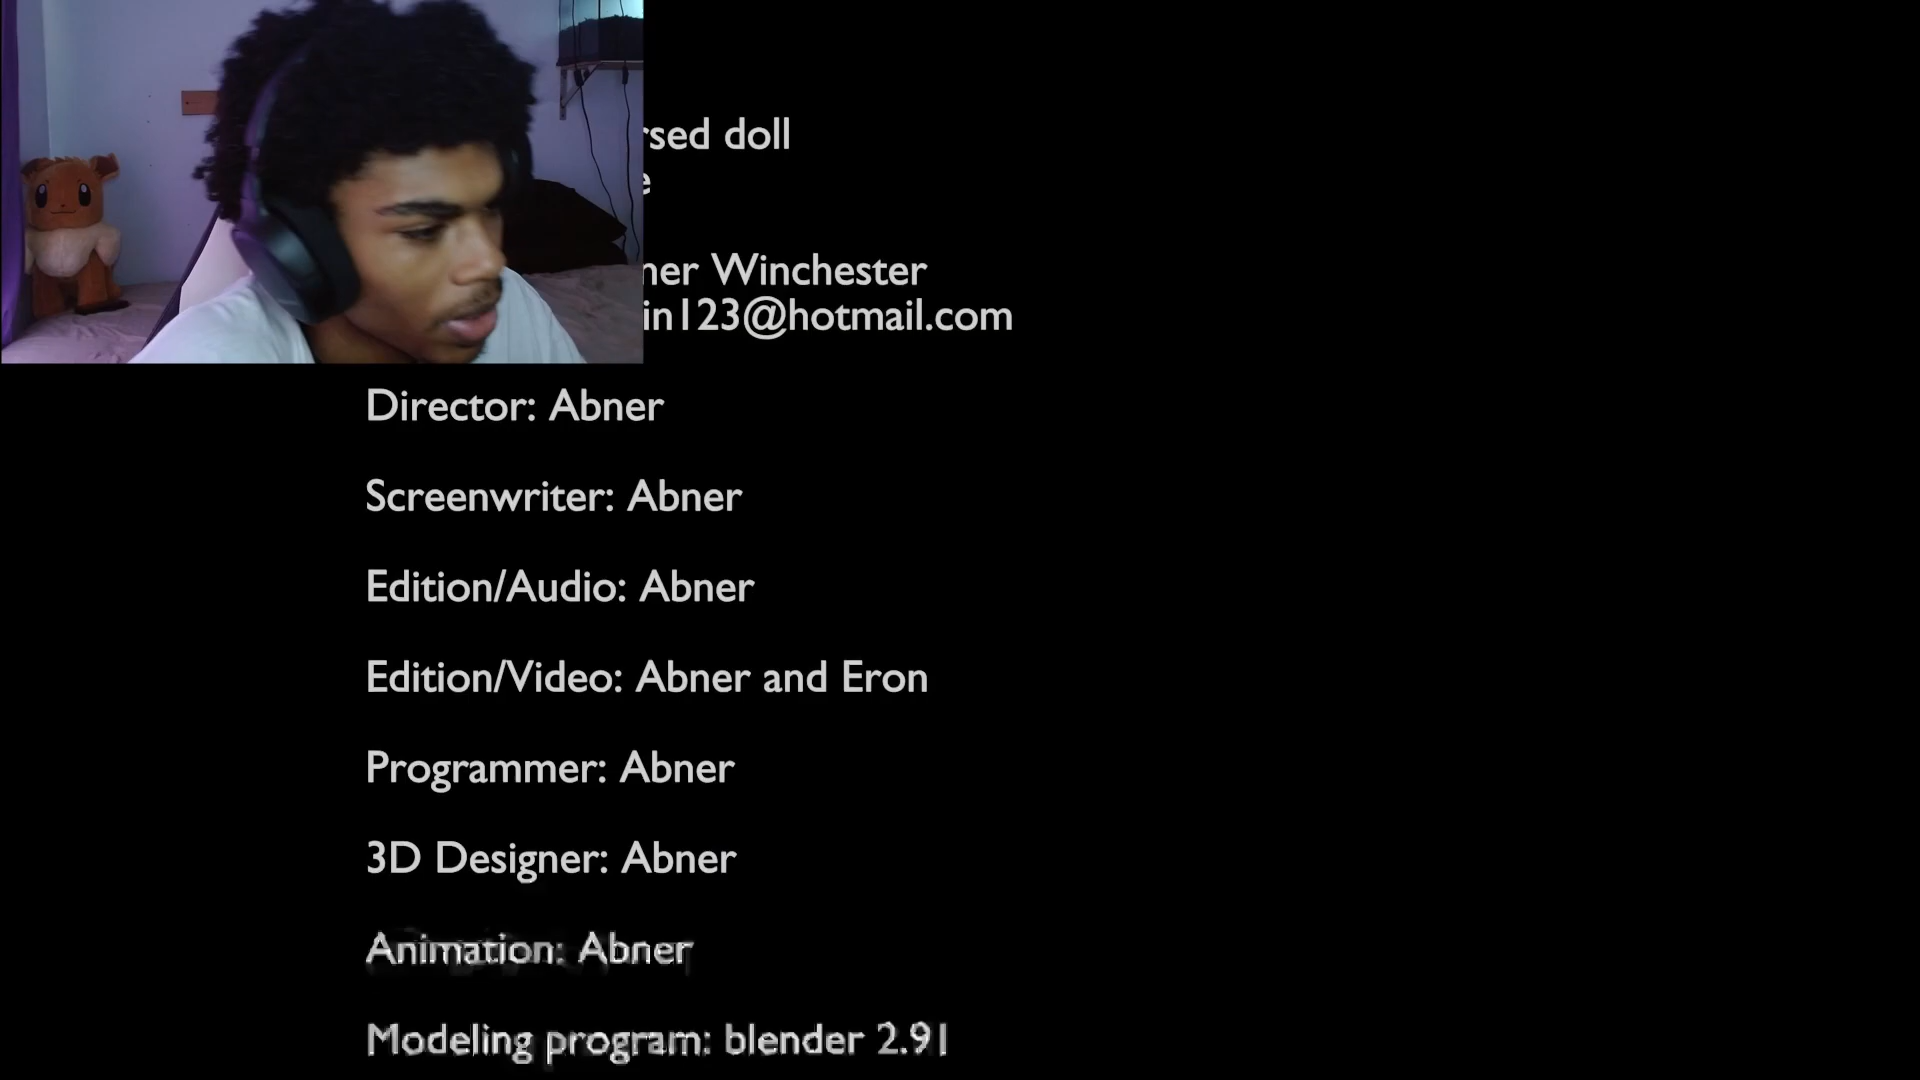 rsed doll
e
ner Winchester
in123@hotmail.com
Director: Abner
Screenwriter: Abner
Edition/Audio: Abner
Edition/Video: Abner and Eron
Programmer: Abner
3D Designer: Abner
Animation: Abner
Modeling program: blender 2.91